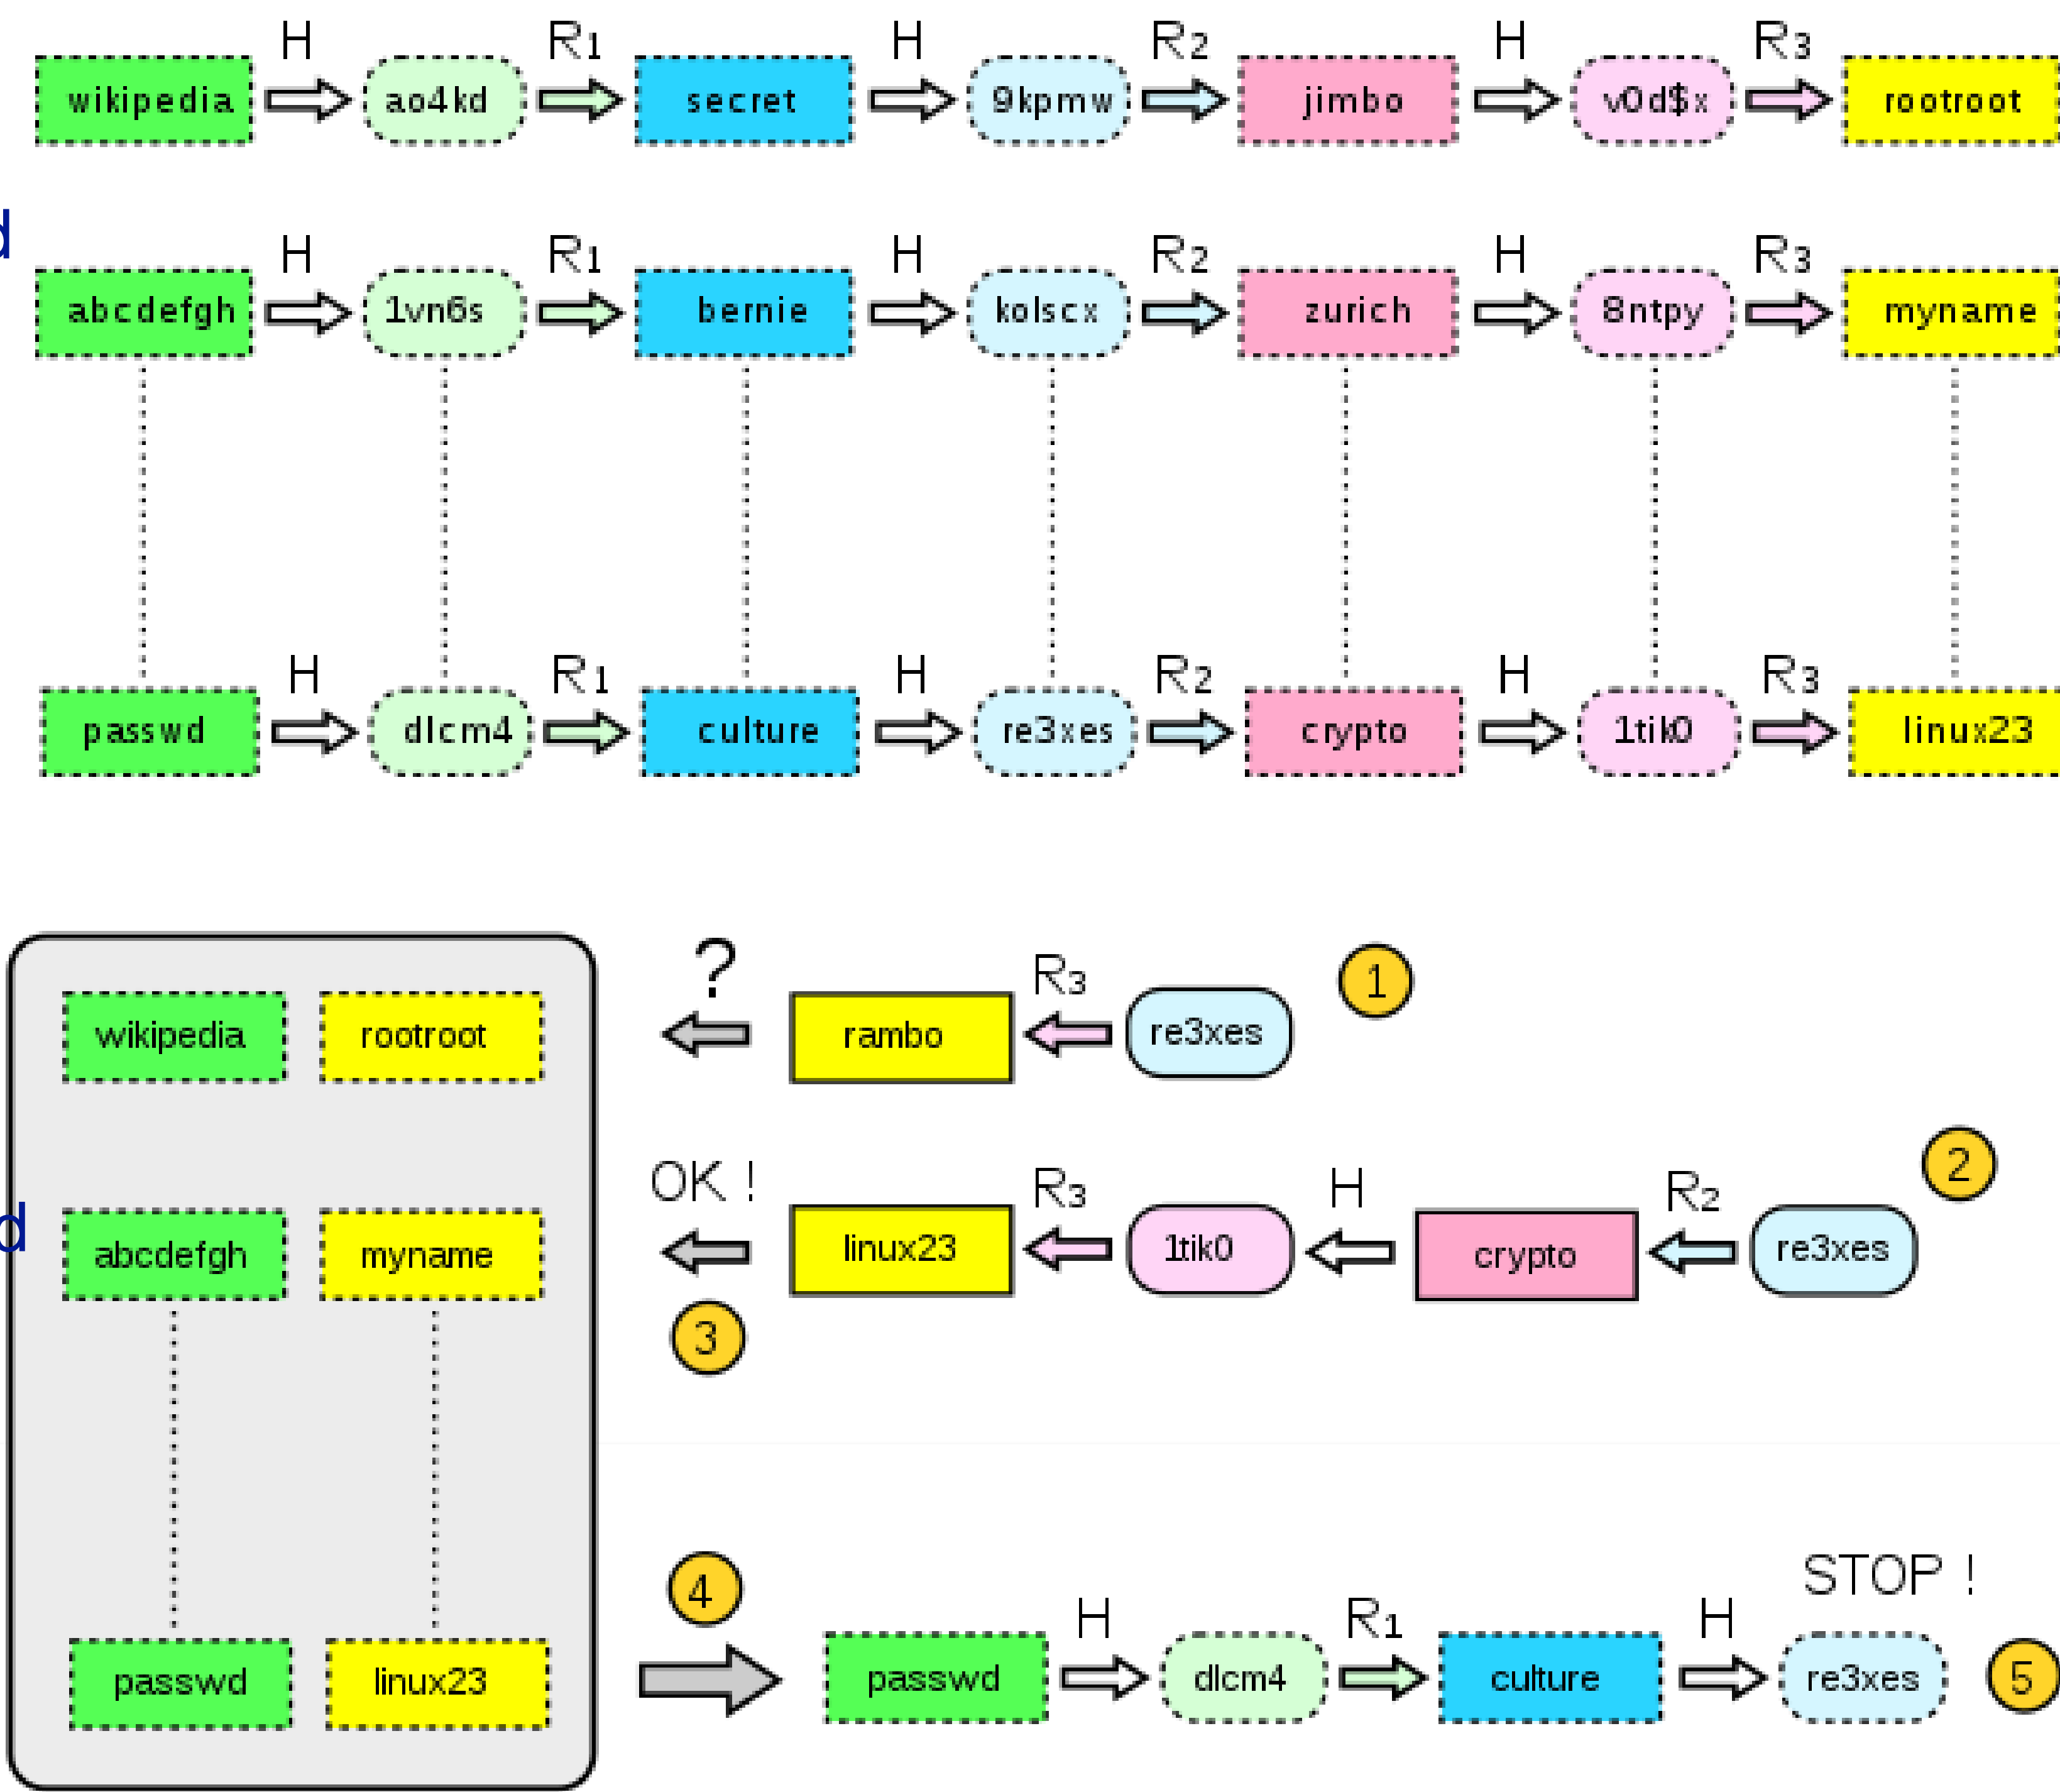 H R1 H R2 H R3
wikipedia ao4kd secret 9kpmw jimbo v0d$x rootroot
d
H R1 H R2 H R3
abcdefgh 1vn6s bernie kolscx zurich 8ntpy myname
H R1 H R2 H R3
passwd dlcm4 culture re3xes crypto 1tik0 linux23
? R3 1
wikipedia rootroot rambo re3xes
2
OK ! R3 H R2
d
abcdefgh myname linux23 1tik0 crypto re3xes
3
4 STOP !
H R1 H
passwd linux23 passwd dlcm4 culture re3xes 5